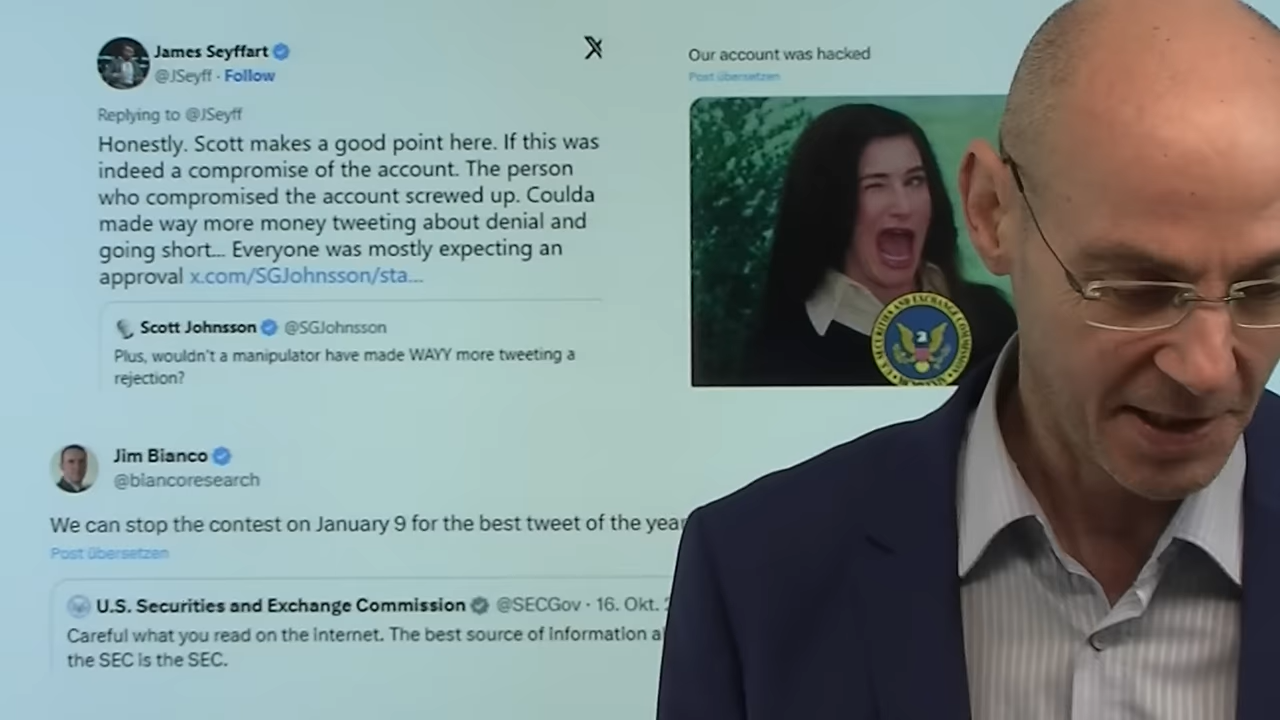 James Seyffart
@JSeyff · Follow
Replying to @JSeyff
Honestly. Scott makes a good point here. If this was
indeed a compromise of the account. The person
who compromised the account screwed up. Coulda
made way more money tweeting about denial and
going short... Everyone was mostly expecting an
approval x.com/SGJohnsson/sta...
Scott Johnsson @SGJohnsson
Plus, wouldn't a manipulator have made WAYY more tweeting a
rejection?
Our account was hacked
Post übersetzen
SECURITIES AND EXCHANGE COMMISSION
Jim Bianco
@biancoresearch
We can stop the contest on January 9 for the best tweet of the year
Post übersetzen
U.S. Securities and Exchange Commission @SECGov · 16. Okt.
Careful what you read on the internet. The best source of information
the SEC is the SEC.